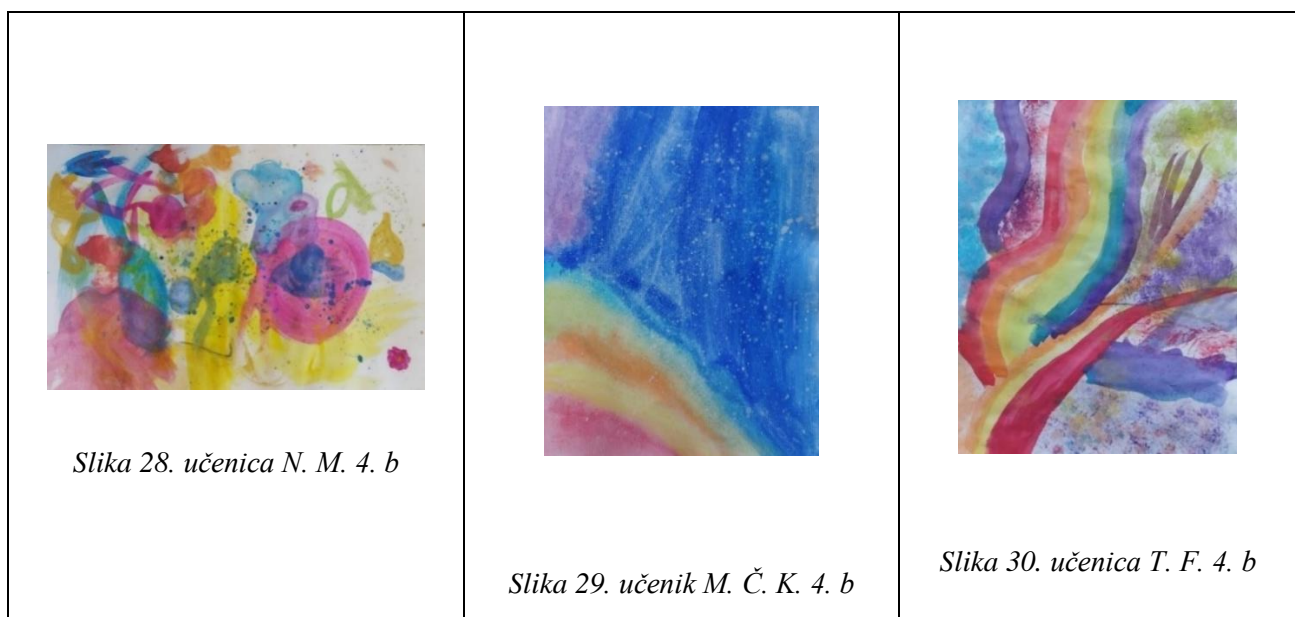 Slika 28. učenica N. M. 4. b
Slika 29. učenik M. Č. K. 4. b
Slika 30. učenica T. F. 4. b